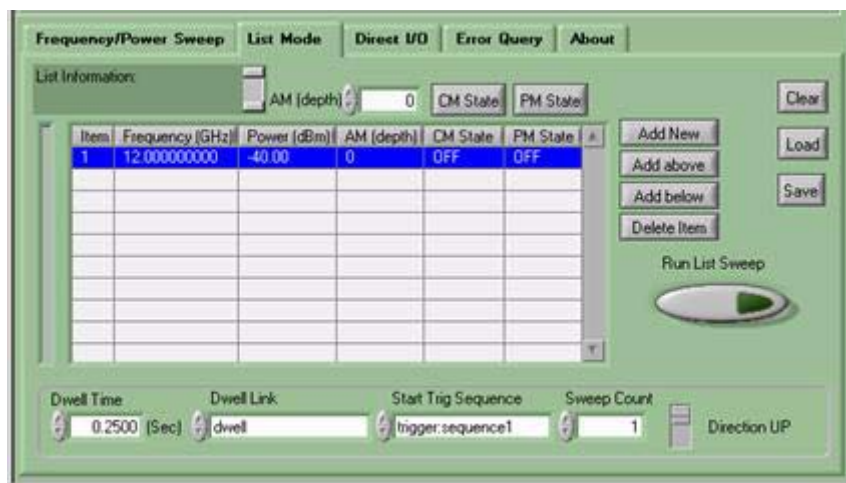 Frequency/Power Sweep List Mode Direct I/O Error Query About
List Information:
AM (depth) 0 CM State PM State Clear
Item Frequency (GHz) Power (dBm) AM (depth) CM State PM State Add New
Load
1 12.000000000 -40.00 0 OFF OFF Add above
Add below Save
Delete Item
Run List Sweep
Dwell Time Dwell Link Start Trig Sequence Sweep Count
0.2500 (Sec) dwell trigger:sequence1 1 Direction UP